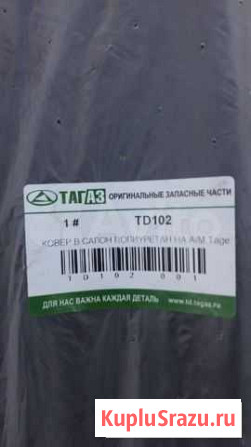 ТАГАЗ ОРИГИНАЛЬНЫЕ ЗАПАСНЫЕ ЧАСТИ
1 # TD102
КОВЕР В САЛОН ПОЛИУРЕТАН НА А/М Tage
ДЛЯ НАС ВАЖНА КАЖДАЯ ДЕТАЛЬ
KupluSrazu.ru